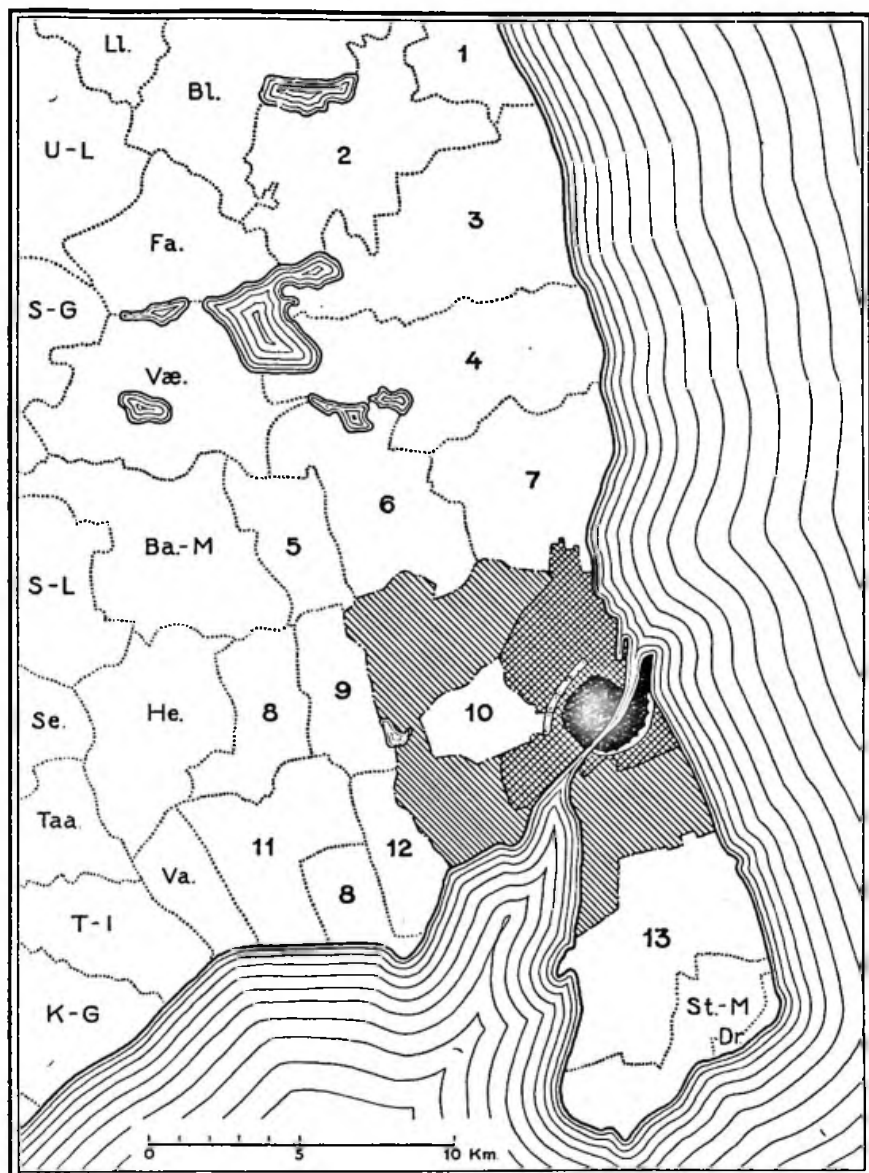 Ll.
1
Bl.
U-L
2
3
Fa.
S-G
4
Væ.
7
6
Ba.-M
5
S-L
9
He.
8
10
Se.
Taa.
11
12
Va.
8
T-I
13
St.-M
K-G
Dr.
0 5 10 Km